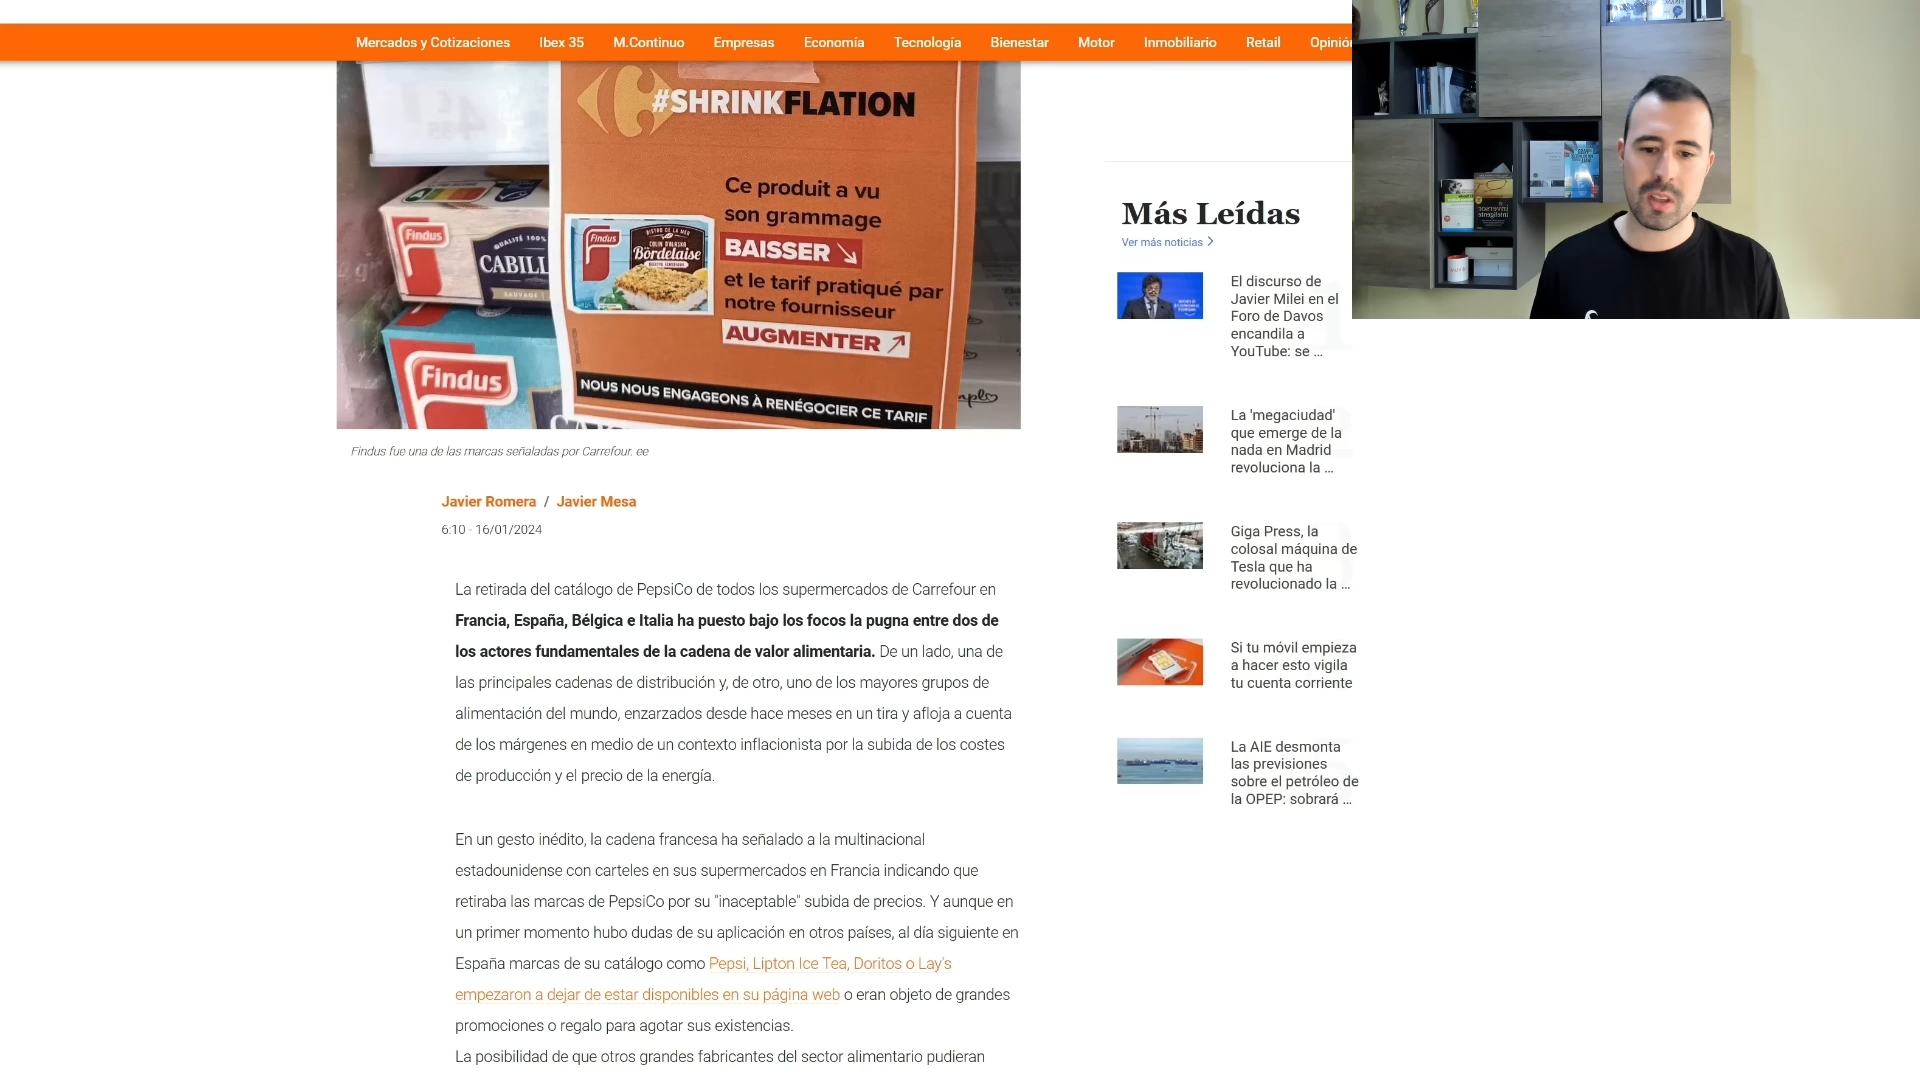 Mercados y Cotizaciones Ibex 35 M.Continuo Empresas Economía Tecnología Bienestar Motor Inmobiliario Retail Opinión
#SHRINKFLATION
Ce produit a vu
son grammage
BAISSER
et le tarif pratiqué par
notre fournisseur
AUGMENTER
NOUS NOUS ENGAGEONS À RENÉGOCIER CE TARIF
Findus
QUALITÉ 100%
CABILL
SAUVAGE
Findus
Findus
BISTRO DE LA MER
COLIN D'ALASKA
Bordelaise
Findus fue una de las marcas señaladas por Carrefour. ee
Javier Romera / Javier Mesa
6:10 - 16/01/2024
La retirada del catálogo de PepsiCo de todos los supermercados de Carrefour en
Francia, España, Bélgica e Italia ha puesto bajo los focos la pugna entre dos de
los actores fundamentales de la cadena de valor alimentaria. De un lado, una de
las principales cadenas de distribución y, de otro, uno de los mayores grupos de
alimentación del mundo, enzarzados desde hace meses en un tira y afloja a cuenta
de los márgenes en medio de un contexto inflacionista por la subida de los costes
de producción y el precio de la energía.
En un gesto inédito, la cadena francesa ha señalado a la multinacional
estadounidense con carteles en sus supermercados en Francia indicando que
retiraba las marcas de PepsiCo por su "inaceptable" subida de precios. Y aunque en
un primer momento hubo dudas de su aplicación en otros países, al día siguiente en
España marcas de su catálogo como Pepsi, Lipton Ice Tea, Doritos o Lay's
empezaron a dejar de estar disponibles en su página web o eran objeto de grandes
promociones o regalo para agotar sus existencias.
La posibilidad de que otros grandes fabricantes del sector alimentario pudieran
Más Leídas
Ver más noticias
El discurso de
Javier Milei en el
Foro de Davos
encandila a
YouTube: se ...
La 'megaciudad'
que emerge de la
nada en Madrid
revoluciona la ...
Giga Press, la
colosal máquina de
Tesla que ha
revolucionado la ...
Si tu móvil empieza
a hacer esto vigila
tu cuenta corriente
La AIE desmonta
las previsiones
sobre el petróleo de
la OPEP: sobrará ...